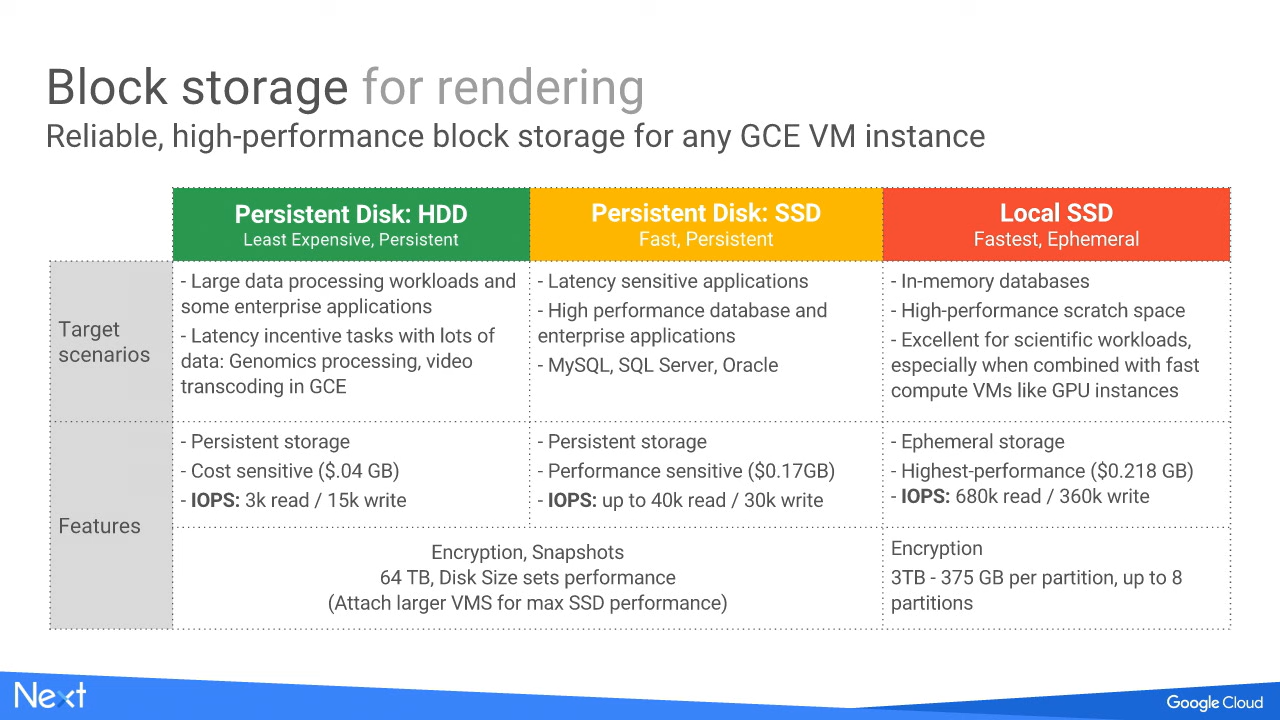 Block storage for rendering
Reliable, high-performance block storage for any GCE VM instance
Persistent Disk: HDD
Least Expensive, Persistent
Persistent Disk: SSD
Fast, Persistent
Local SSD
Fastest, Ephemeral
Target
scenarios
- Large data processing workloads and
some enterprise applications
- Latency incentive tasks with lots of
data: Genomics processing, video
transcoding in GCE
- Latency sensitive applications
- High performance database and
enterprise applications
- MySQL, SQL Server, Oracle
- In-memory databases
- High-performance scratch space
- Excellent for scientific workloads,
especially when combined with fast
compute VMs like GPU instances
Features
- Persistent storage
- Cost sensitive ($.04 GB)
- IOPS: 3k read / 15k write
- Persistent storage
- Performance sensitive ($0.17GB)
- IOPS: up to 40k read / 30k write
- Ephemeral storage
- Highest-performance ($0.218 GB)
- IOPS: 680k read / 360k write
Encryption, Snapshots
64 TB, Disk Size sets performance
(Attach larger VMS for max SSD performance)
Encryption
3TB - 375 GB per partition, up to 8
partitions
Next
Google Cloud